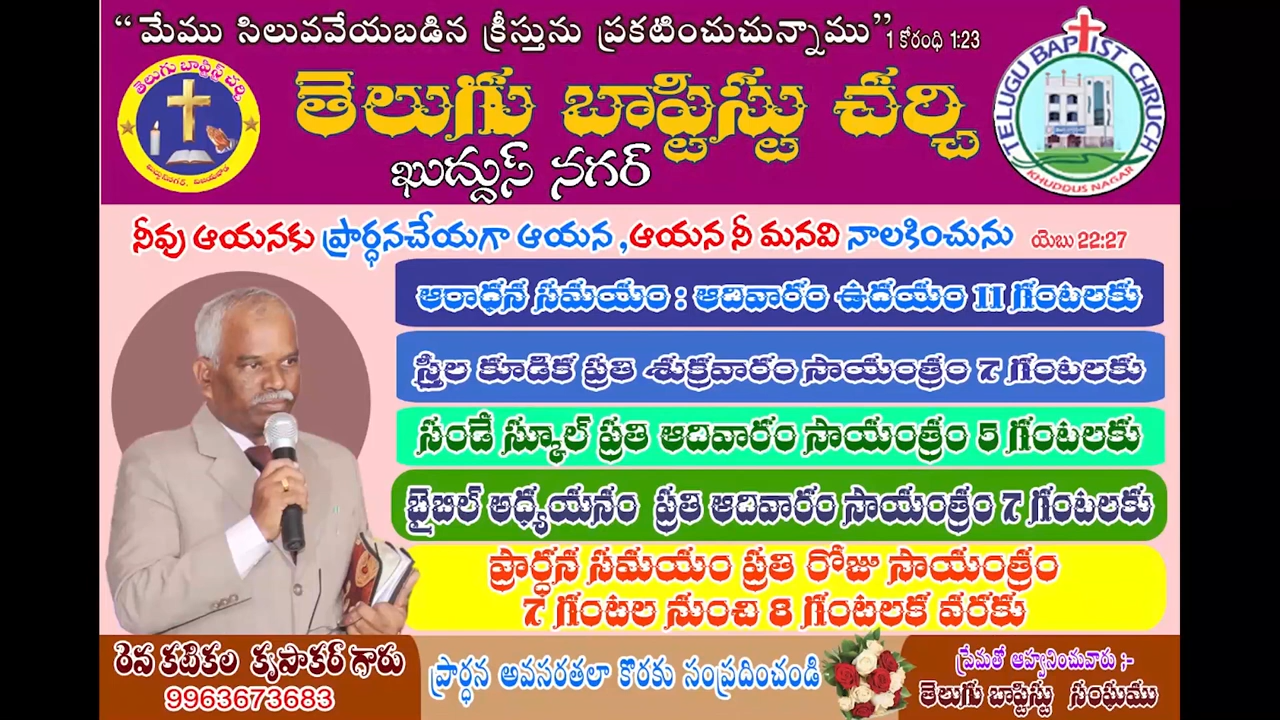 “మేము సిలువవేయబడిన క్రీస్తును ప్రకటించుచున్నాము” 1 కోరంథి 1:23
తెలుగు బాప్టిస్టు చర్చి
తెలుగు బాప్టిస్ట్ చర్చి
TELUGU BAPTIST CHRUCH
KHUDDUS NAGAR
ఖుద్దుస్ నగర్
నీవు ఆయనకు ప్రార్ధనచేయగా ఆయన ,ఆయన నీ మనవి నాలకించును యెబు 22:27
ఆరాధన సమయం : ఆదివారం ఉదయం 11 గంటలకు
స్త్రీల కూడిక ప్రతి శుక్రవారం సాయంత్రం 7 గంటలకు
సండే స్కూల్ ప్రతి ఆదివారం సాయంత్రం 5 గంటలకు
బైబిల్ అధ్యయనం ప్రతి ఆదివారం సాయంత్రం 7 గంటలకు
ప్రార్ధన సమయం ప్రతి రోజు సాయంత్రం
7 గంటల నుంచి 8 గంటలక వరకు
రెవ కటికల కృపాకర్ గారు
9963673683
ప్రార్ధన అవసరతలా కొరకు సంప్రదించండి
ప్రేమతో ఆహ్వనించువారు :-
తెలుగు బాప్టిస్టు సంఘము